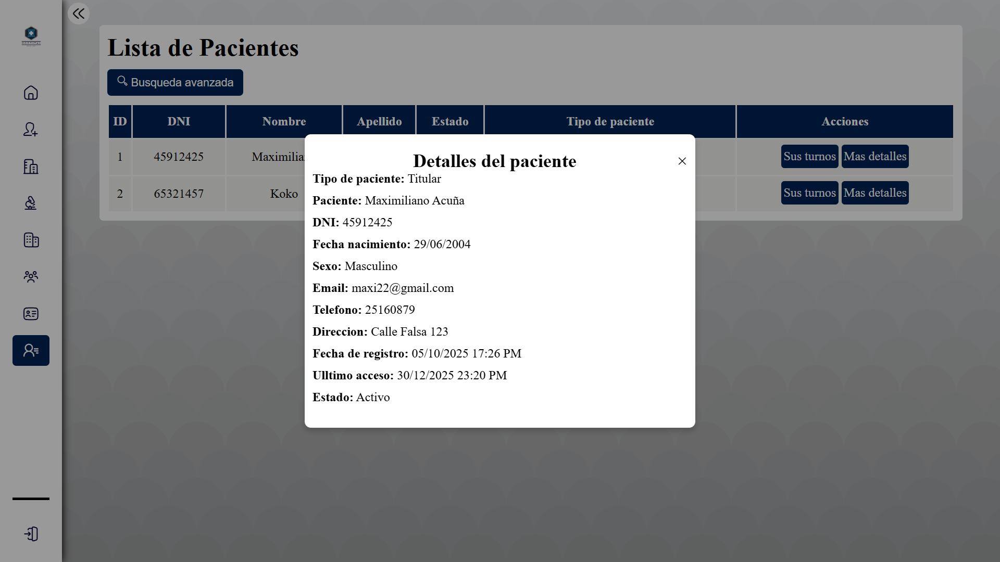 HOSPITAL
Lista de Pacientes
Busqueda avanzada
ID DNI Nombre Apellido Estado Tipo de paciente Acciones
1 45912425 Sus turnos Mas detalles
2 65321457 Koko Sus turnos Mas detalles
Detalles del paciente
Tipo de paciente: Titular
Paciente: Maximiliano Acuña
DNI: 45912425
Fecha nacimiento: 29/06/2004
Sexo: Masculino
Email: maxi22@gmail.com
Telefono: 25160879
Direccion: Calle Falsa 123
Fecha de registro: 05/10/2025 17:26 PM
Ulltimo acceso: 30/12/2025 23:20 PM
Estado: Activo